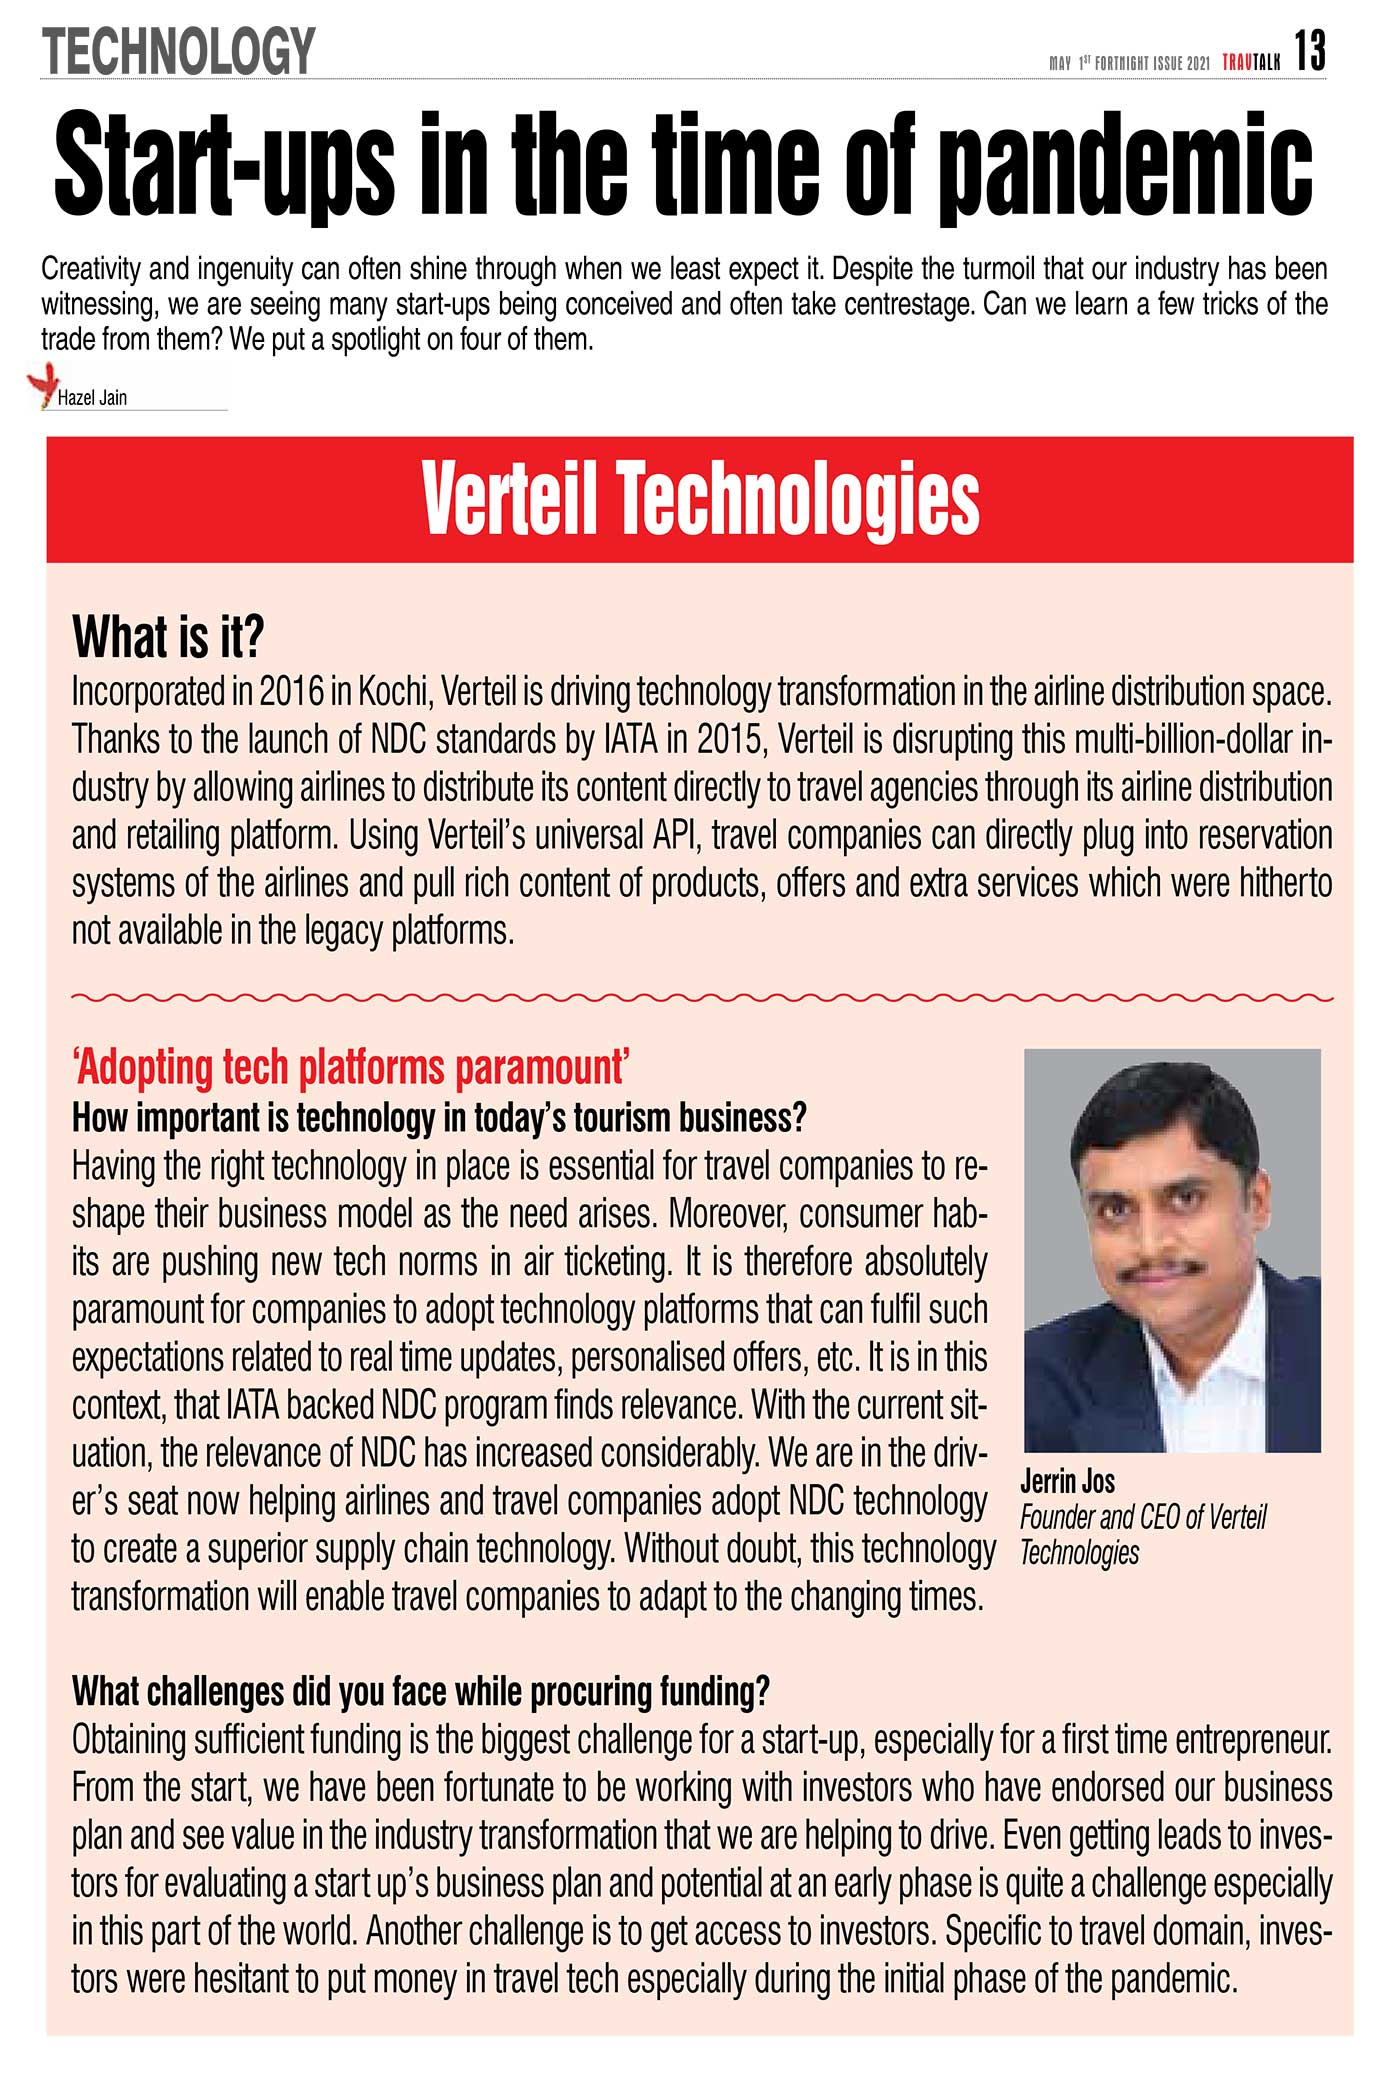 TECHNOLOGY
MAY 1ST FORTNIGHT ISSUE 2021 TRAVTALK 13
Start-ups in the time of pandemic
Creativity and ingenuity can often shine through when we least expect it. Despite the turmoil that our industry has been
witnessing, we are seeing many start-ups being conceived and often take centrestage. Can we learn a few tricks of the
trade from them? We put a spotlight on four of them.
Hazel Jain
Verteil Technologies
What is it?
Incorporated in 2016 in Kochi, Verteil is driving technology transformation in the airline distribution space.
Thanks to the launch of NDC standards by IATA in 2015, Verteil is disrupting this multi-billion-dollar in-
dustry by allowing airlines to distribute its content directly to travel agencies through its airline distribution
and retailing platform. Using Verteil's universal API, travel companies can directly plug into reservation
systems of the airlines and pull rich content of products, offers and extra services which were hitherto
not available in the legacy platforms.
‘Adopting tech platforms paramount’
How important is technology in today's tourism business?
Having the right technology in place is essential for travel companies to re-
shape their business model as the need arises. Moreover, consumer hab-
its are pushing new tech norms in air ticketing. It is therefore absolutely
paramount for companies to adopt technology platforms that can fulfil such
expectations related to real time updates, personalised offers, etc. It is in this
context, that IATA backed NDC program finds relevance. With the current sit-
uation, the relevance of NDC has increased considerably. We are in the driv-
er's seat now helping airlines and travel companies adopt NDC technology
to create a superior supply chain technology. Without doubt, this technology
transformation will enable travel companies to adapt to the changing times.
Jerrin Jos
Founder and CEO of Verteil
Technologies
What challenges did you face while procuring funding?
Obtaining sufficient funding is the biggest challenge for a start-up, especially for a first time entrepreneur.
From the start, we have been fortunate to be working with investors who have endorsed our business
plan and see value in the industry transformation that we are helping to drive. Even getting leads to inves-
tors for evaluating a start up's business plan and potential at an early phase is quite a challenge especially
in this part of the world. Another challenge is to get access to investors. Specific to travel domain, inves-
tors were hesitant to put money in travel tech especially during the initial phase of the pandemic.